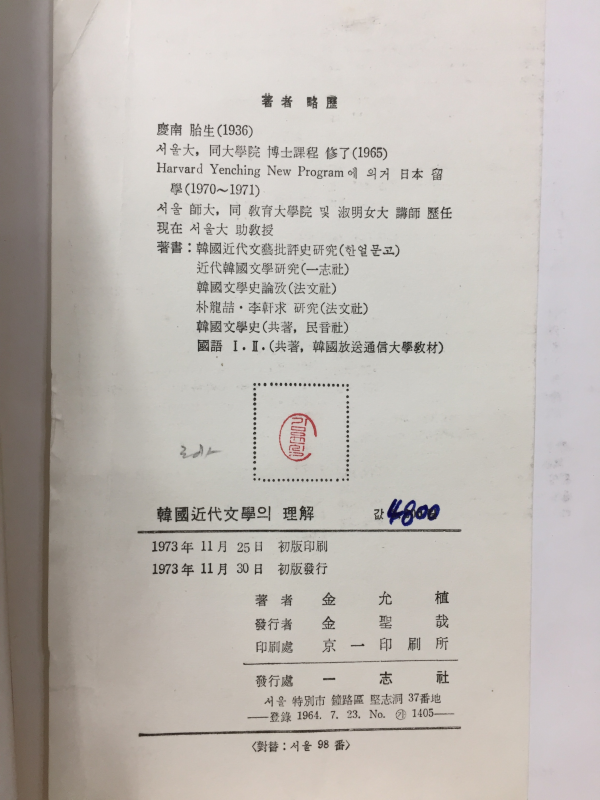 著者 略歷
慶南 胎生(1936)
서울大, 同大學院 博士課程 修了(1965)
Harvard Yenching New Program에 의거 日本 留
學(1970～1971)
서울 師大, 同 敎育大學院 및 淑明女大 講師 歷任
現在 서울大 助敎授
著書：韓國近代文藝批評史硏究(한얼문고)
近代韓國文學硏究(一志社)
韓國文學史論攷(法文社)
朴龍喆·李軒求 硏究(法文社)
韓國文學史(共著, 民音社)
國語 Ⅰ·Ⅱ·(共著, 韓國放送通信大學敎材)
韓國近代文學의 理解 값 4800
1973年 11月 25日 初版印刷
1973年 11月 30日 初版發行
著者 金允植
發行者 金聖哉
印刷處 京一印刷所
發行處 一志社
서울 特別市 鐘路區 堅志洞 37番地
——登錄 1964. 7. 23. No. ㉮ 1405——
〈對替：서울 98 番〉